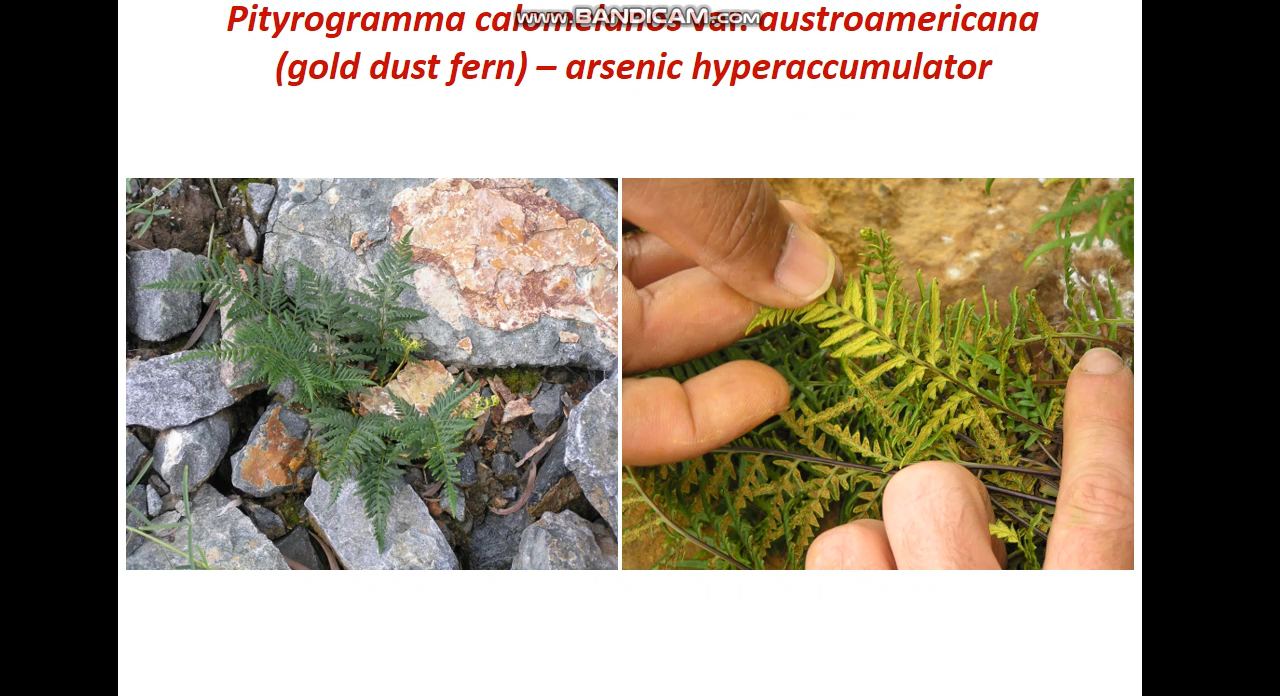 www.BANDICAM.com
Pityrogramma calomelanos var. austroamericana
(gold dust fern) – arsenic hyperaccumulator